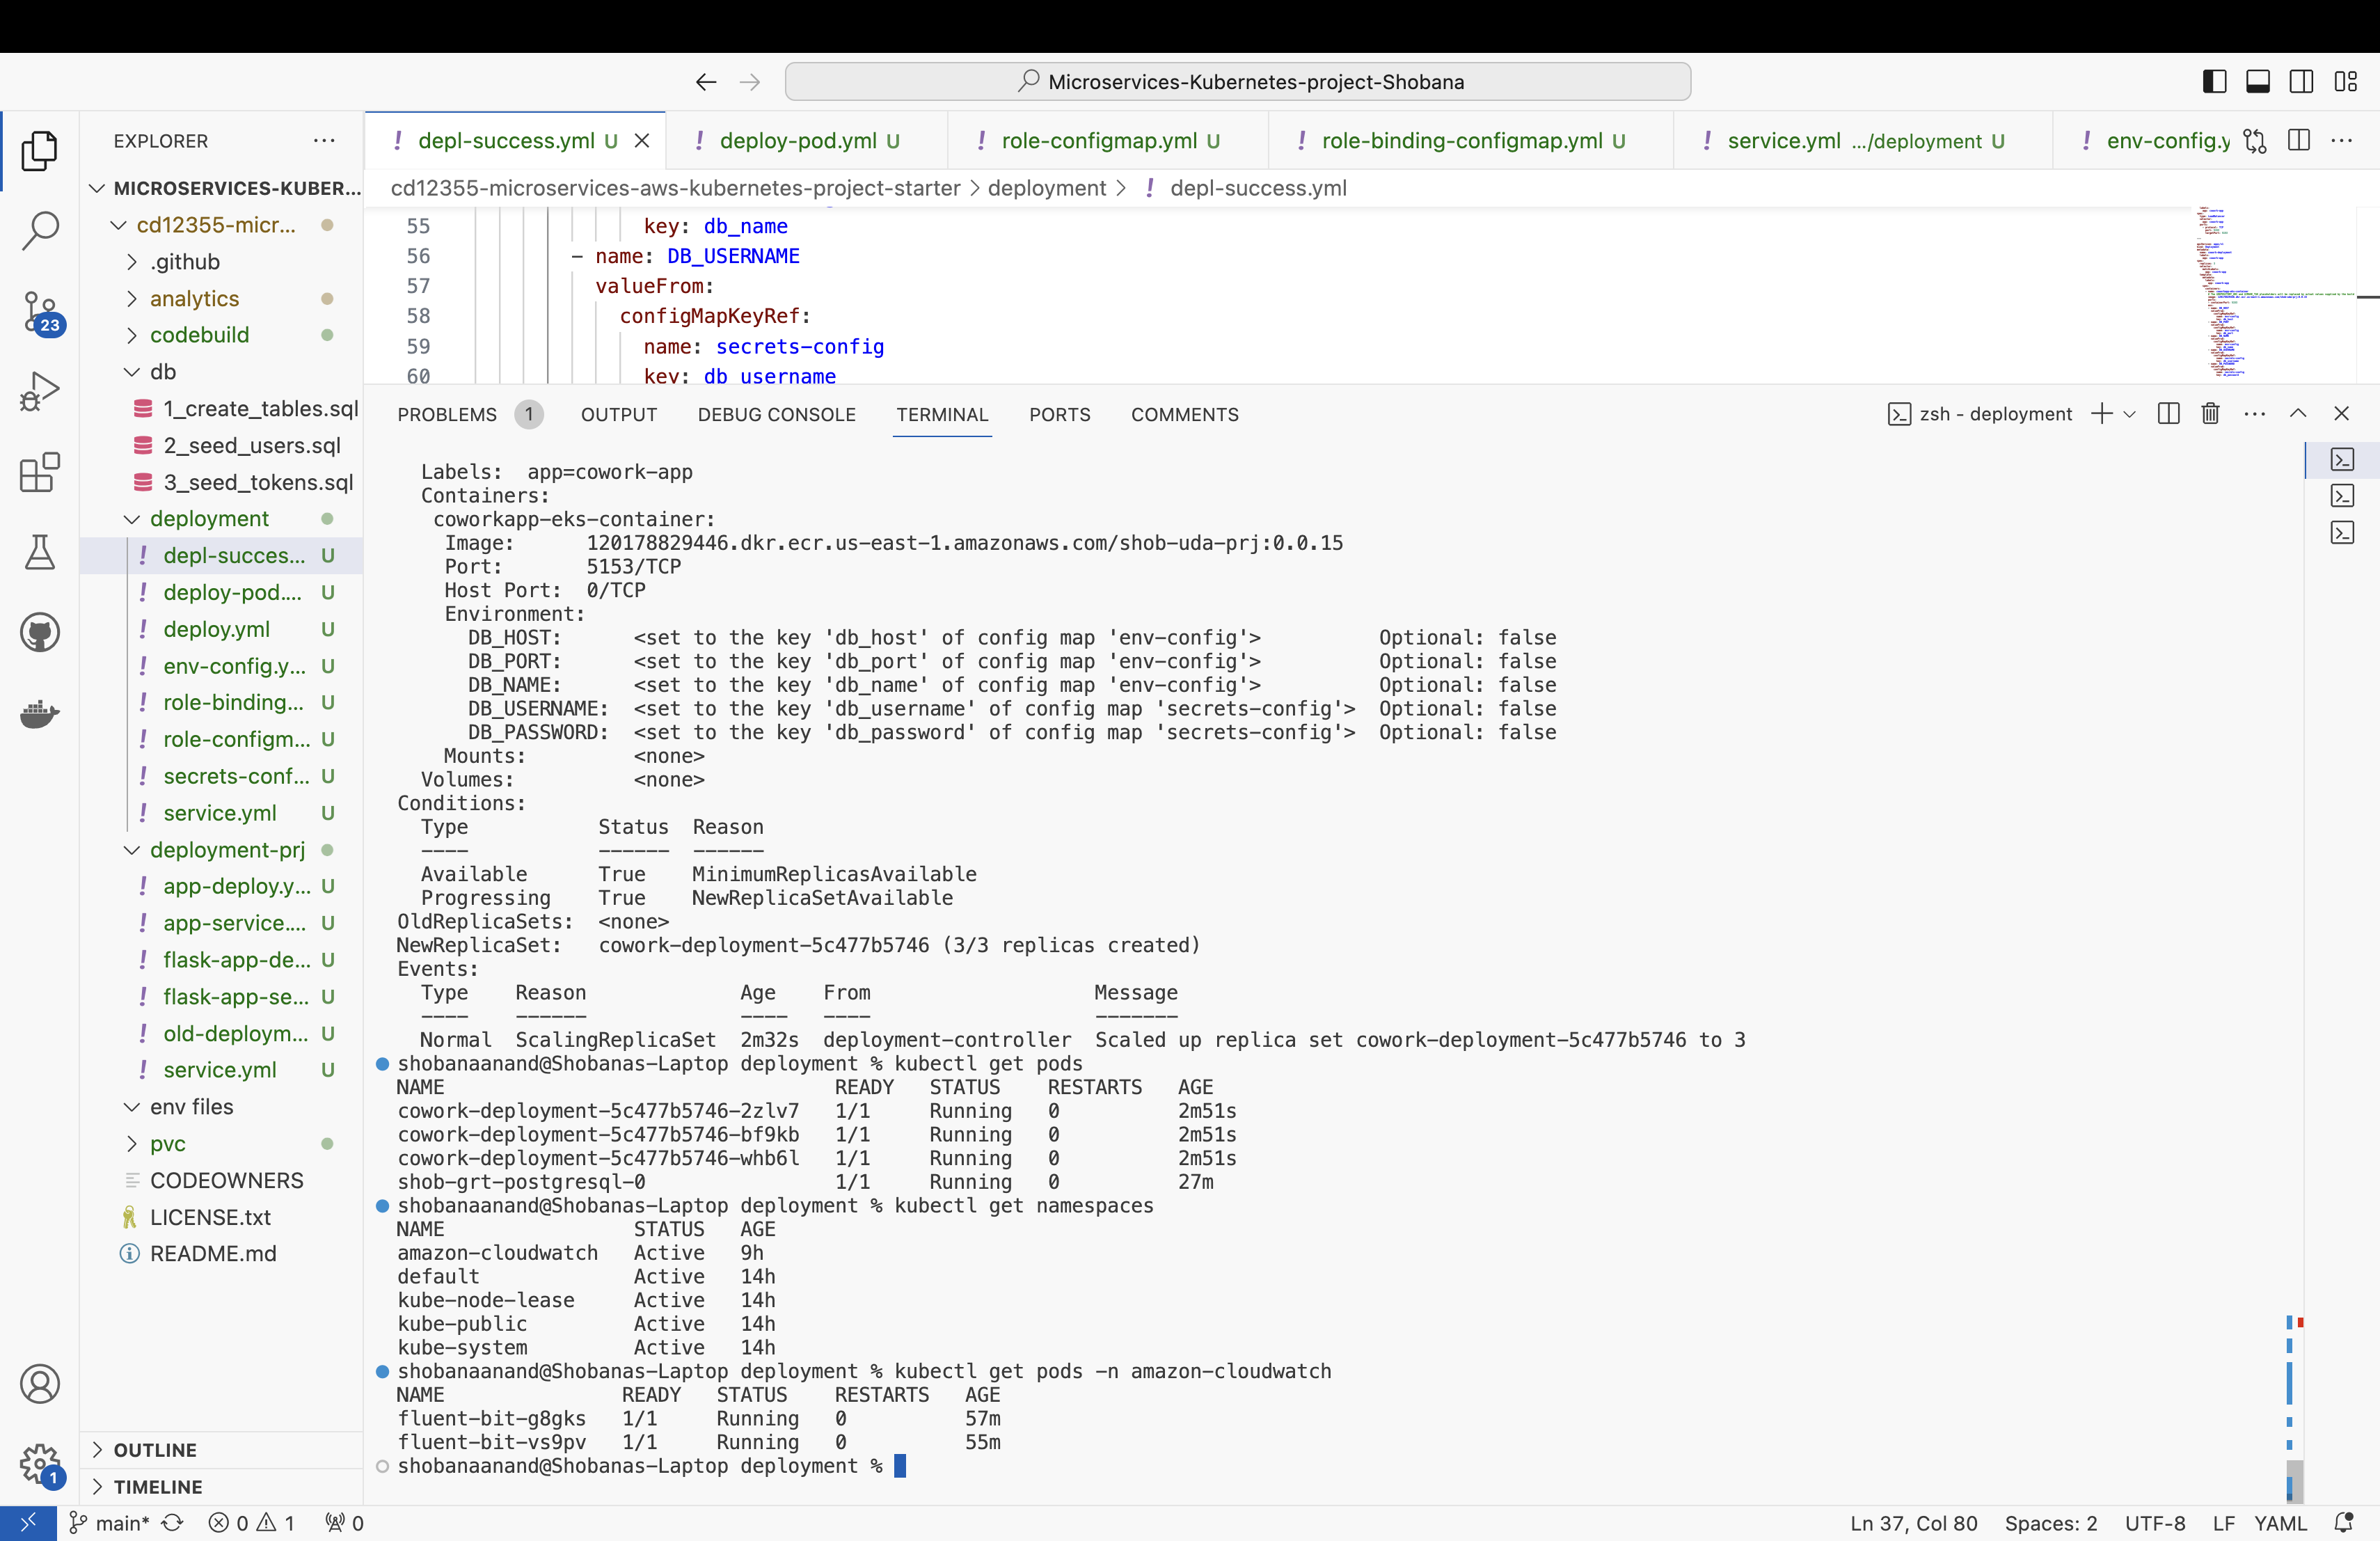 Microservices-Kubernetes-project-Shobana
EXPLORER
MICROSERVICES-KUBER...
cd12355-micr...
.github
analytics
codebuild
db
1_create_tables.sql
2_seed_users.sql
3_seed_tokens.sql
deployment
! depl-succes... U
! deploy-pod.... U
! deploy.yml U
! env-config.y... U
! role-binding... U
! role-configm... U
! secrets-conf... U
! service.yml U
deployment-prj
! app-deploy.y... U
! app-service.... U
! flask-app-de... U
! flask-app-se... U
! old-deploym... U
! service.yml U
env files
pvc
CODEOWNERS
LICENSE.txt
README.md
OUTLINE
TIMELINE
23
1
! depl-success.yml U ! deploy-pod.yml U ! role-configmap.yml U ! role-binding-configmap.yml U ! service.yml .../deployment U ! env-config.y
cd12355-microservices-aws-kubernetes-project-starter > deployment > ! depl-success.yml
55 key: db_name
56 - name: DB_USERNAME
57 valueFrom:
58 configMapKeyRef:
59 name: secrets-config
60 key: db_username
PROBLEMS 1 OUTPUT DEBUG CONSOLE TERMINAL PORTS COMMENTS zsh - deployment
Labels: app=cowork-app
Containers:
coworkapp-eks-container:
Image: 120178829446.dkr.ecr.us-east-1.amazonaws.com/shob-uda-prj:0.0.15
Port: 5153/TCP
Host Port: 0/TCP
Environment:
DB_HOST: <set to the key 'db_host' of config map 'env-config'> Optional: false
DB_PORT: <set to the key 'db_port' of config map 'env-config'> Optional: false
DB_NAME: <set to the key 'db_name' of config map 'env-config'> Optional: false
DB_USERNAME: <set to the key 'db_username' of config map 'secrets-config'> Optional: false
DB_PASSWORD: <set to the key 'db_password' of config map 'secrets-config'> Optional: false
Mounts: <none>
Volumes: <none>
Conditions:
Type Status Reason
---- ------ ------
Available True MinimumReplicasAvailable
Progressing True NewReplicaSetAvailable
OldReplicaSets: <none>
NewReplicaSet: cowork-deployment-5c477b5746 (3/3 replicas created)
Events:
Type Reason Age From Message
---- ------ ---- ---- -------
Normal ScalingReplicaSet 2m32s deployment-controller Scaled up replica set cowork-deployment-5c477b5746 to 3
shobanaanand@Shobanas-Laptop deployment % kubectl get pods
NAME READY STATUS RESTARTS AGE
cowork-deployment-5c477b5746-2zlv7 1/1 Running 0 2m51s
cowork-deployment-5c477b5746-bf9kb 1/1 Running 0 2m51s
cowork-deployment-5c477b5746-whb6l 1/1 Running 0 2m51s
shob-grt-postgresql-0 1/1 Running 0 27m
shobanaanand@Shobanas-Laptop deployment % kubectl get namespaces
NAME STATUS AGE
amazon-cloudwatch Active 9h
default Active 14h
kube-node-lease Active 14h
kube-public Active 14h
kube-system Active 14h
shobanaanand@Shobanas-Laptop deployment % kubectl get pods -n amazon-cloudwatch
NAME READY STATUS RESTARTS AGE
fluent-bit-g8gks 1/1 Running 0 57m
fluent-bit-vs9pv 1/1 Running 0 55m
shobanaanand@Shobanas-Laptop deployment %
main* 0 1 0 Ln 37, Col 80 Spaces: 2 UTF-8 LF YAML